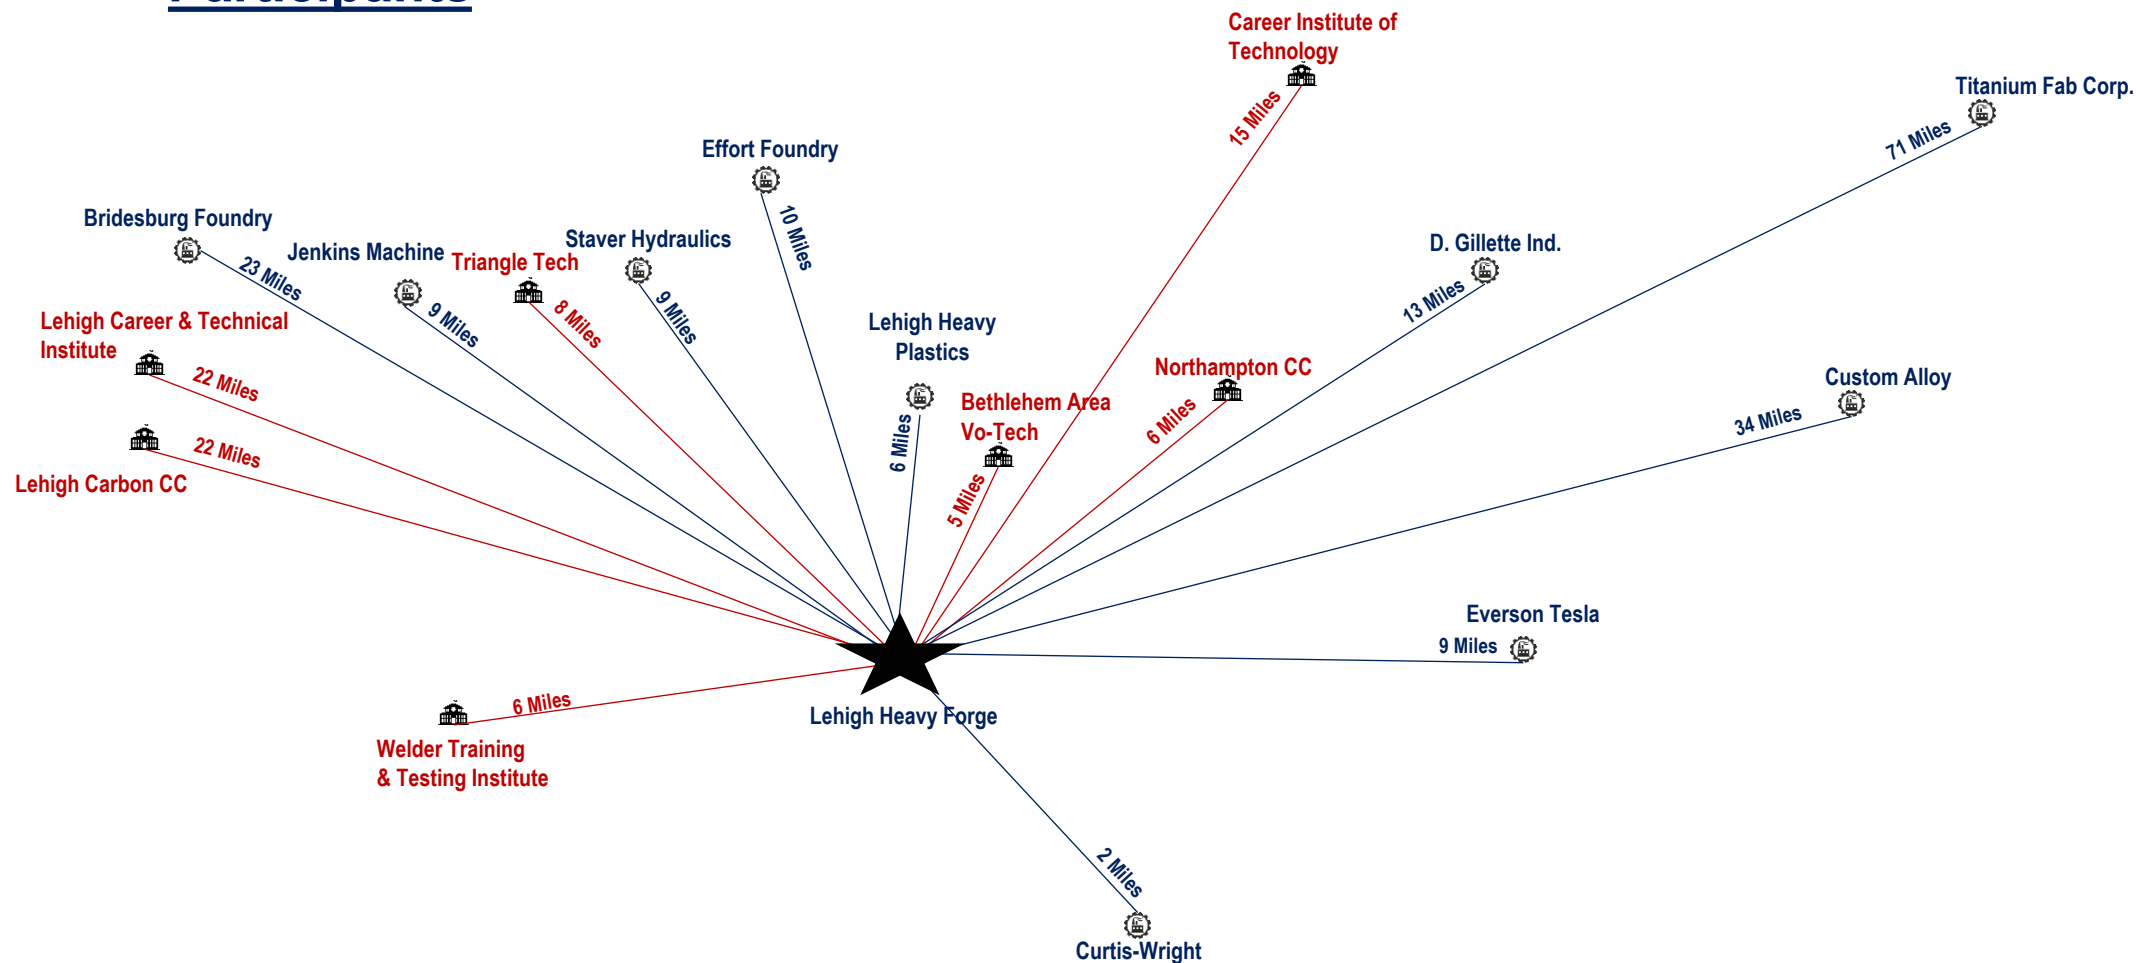 Participants
Career Institute of
Technology
15 Miles
Titanium Fab Corp.
71 Miles
Effort Foundry
10 Miles
Bridesburg Foundry
23 Miles
Jenkins Machine
9 Miles
Triangle Tech
8 Miles
Staver Hydraulics
9 Miles
D. Gillette Ind.
13 Miles
Lehigh Career & Technical
Institute
22 Miles
Lehigh Heavy
Plastics
6 Miles
Bethlehem Area
Vo-Tech
5 Miles
Northampton CC
6 Miles
Custom Alloy
34 Miles
22 Miles
Lehigh Carbon CC
Everson Tesla
9 Miles
6 Miles
Welder Training
& Testing Institute
Lehigh Heavy Forge
2 Miles
Curtis-Wright